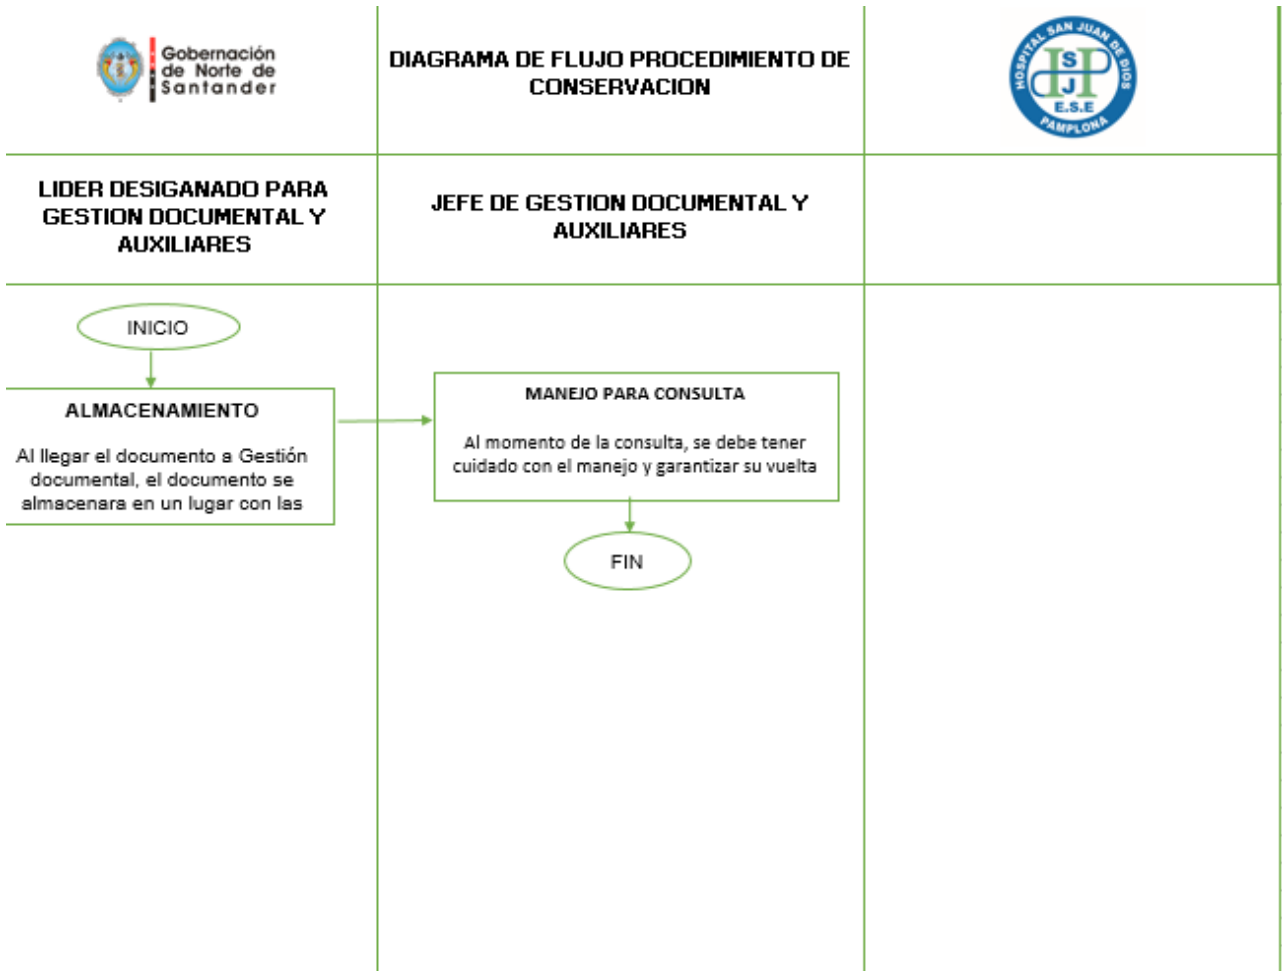 Gobernación
de Norte de
Santander
DIAGRAMA DE FLUJO PROCEDIMIENTO DE
CONSERVACION
HOSPITAL SAN JUAN DE DIOS
HSJP
E.S.E
PAMPLONA
LIDER DESIGANADO PARA
GESTION DOCUMENTAL Y
AUXILIARES
JEFE DE GESTION DOCUMENTAL Y
AUXILIARES
INICIO
ALMACENAMIENTO
Al llegar el documento a Gestión
documental, el documento se
almacenara en un lugar con las
MANEJO PARA CONSULTA
Al momento de la consulta, se debe tener
cuidado con el manejo y garantizar su vuelta
FIN